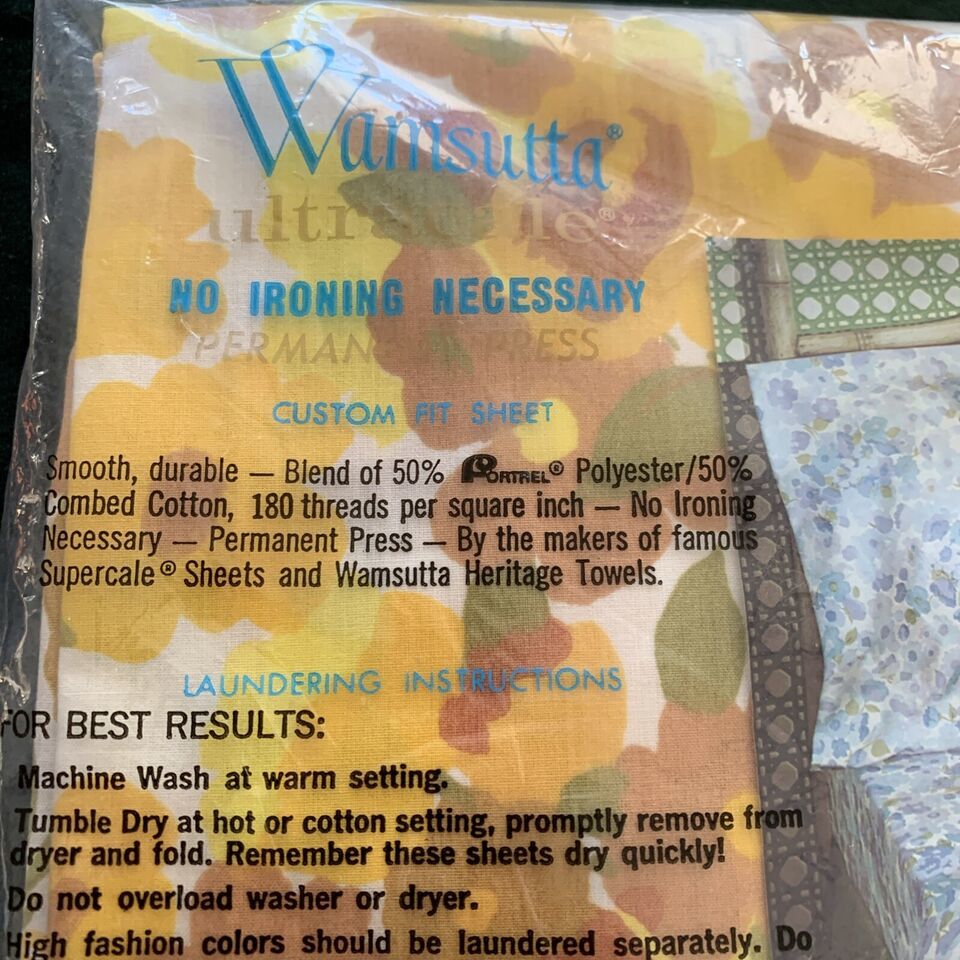 Wamsutta®
ultracale®
NO IRONING NECESSARY
PERMANENT PRESS
CUSTOM FIT SHEET
Smooth, durable — Blend of 50% PORTREL® Polyester/50%
Combed Cotton, 180 threads per square inch — No Ironing
Necessary — Permanent Press — By the makers of famous
Supercale® Sheets and Wamsutta Heritage Towels.
LAUNDERING INSTRUCTIONS
FOR BEST RESULTS:
Machine Wash at warm setting.
Tumble Dry at hot or cotton setting, promptly remove from
dryer and fold. Remember these sheets dry quickly!
Do not overload washer or dryer.
High fashion colors should be laundered separately. Do